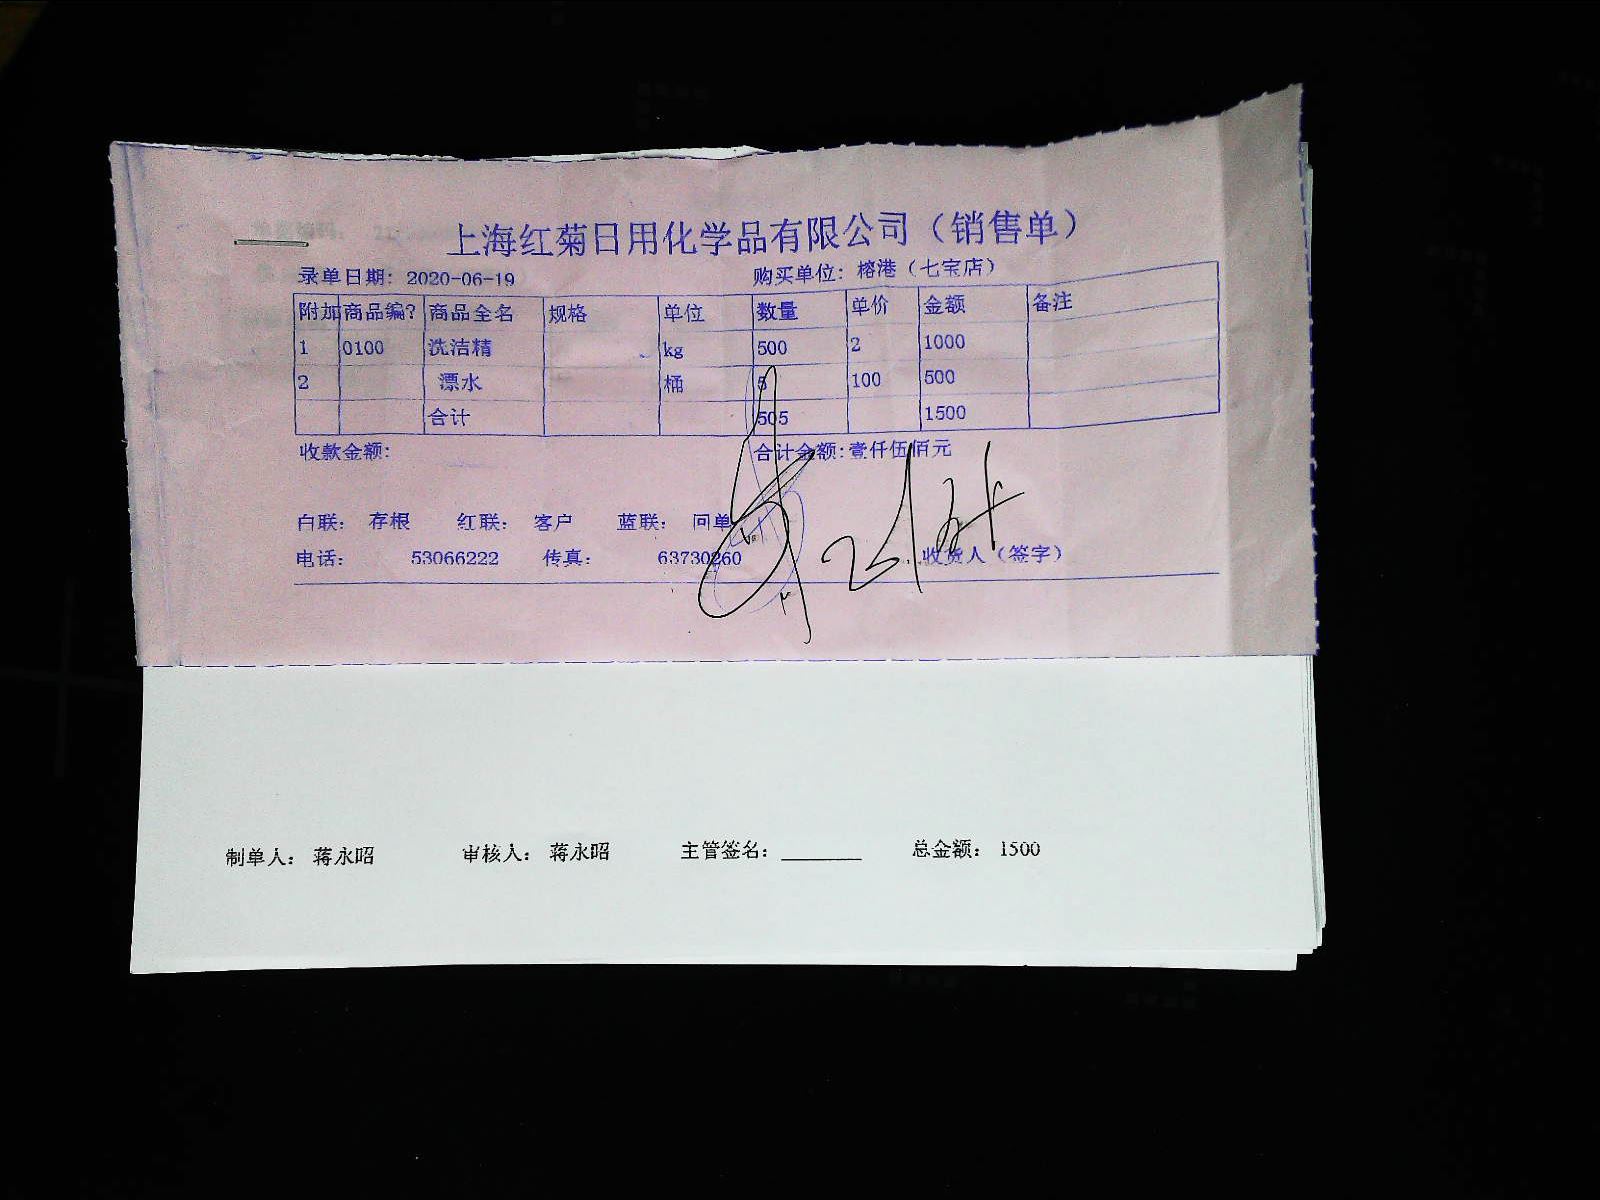 上海红菊日用化学品有限公司（销售单）
录单日期： 2020-06-19 购买单位：榕港（七宝店）
附加 商品编? 商品全名 规格 单位 数量 单价 金额 备注
1 0100 洗洁精 kg 500 2 1000
2 漂水 桶 5 100 500
合计 505 1500
收款金额： 合计金额：壹仟伍佰元
白联： 存根 红联： 客户 蓝联： 回单
电话： 53066222 传真： 63730260 收货人（签字）
制单人： 蒋永昭 审核人： 蒋永昭 主管签名： 总金额： 1500